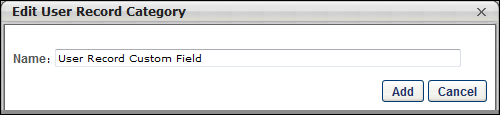 Edit User Record Category
Name: User Record Custom Field
Add Cancel